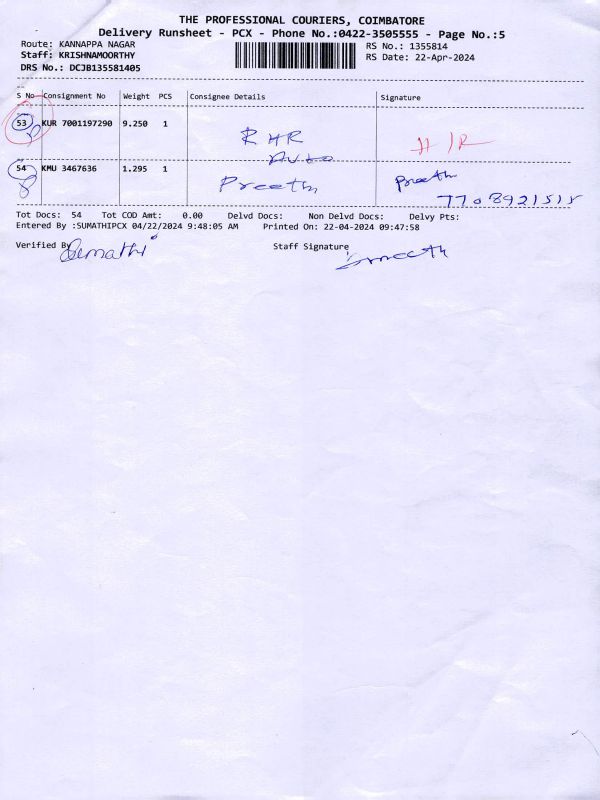 THE PROFESSIONAL COURIERS, COIMBATORE
Delivery Runsheet - PCX - Phone No.:0422-3505555 - Page No.:5
Route: KANNAPPA NAGAR
RS No.: 1355814
Staff: KRISHNAMOORTHY
RS Date: 22-Apr-2024
DRS No.: DCJB135581405
S No Consignment No Weight PCS Consignee Details Signature
53 KUR 7001197290 9.250 1 RHR H/R
Auto
54 KMU 3467636 1.295 1 Preeth Preeth
7708921515
Tot Docs: 54 Tot COD Amt: 0.00 Delvd Docs: Non Delvd Docs: Delvy Pts:
Entered By :SUMATHIPCX 04/22/2024 9:48:05 AM Printed On: 22-04-2024 09:47:58
Verified By Sumathi Staff Signature